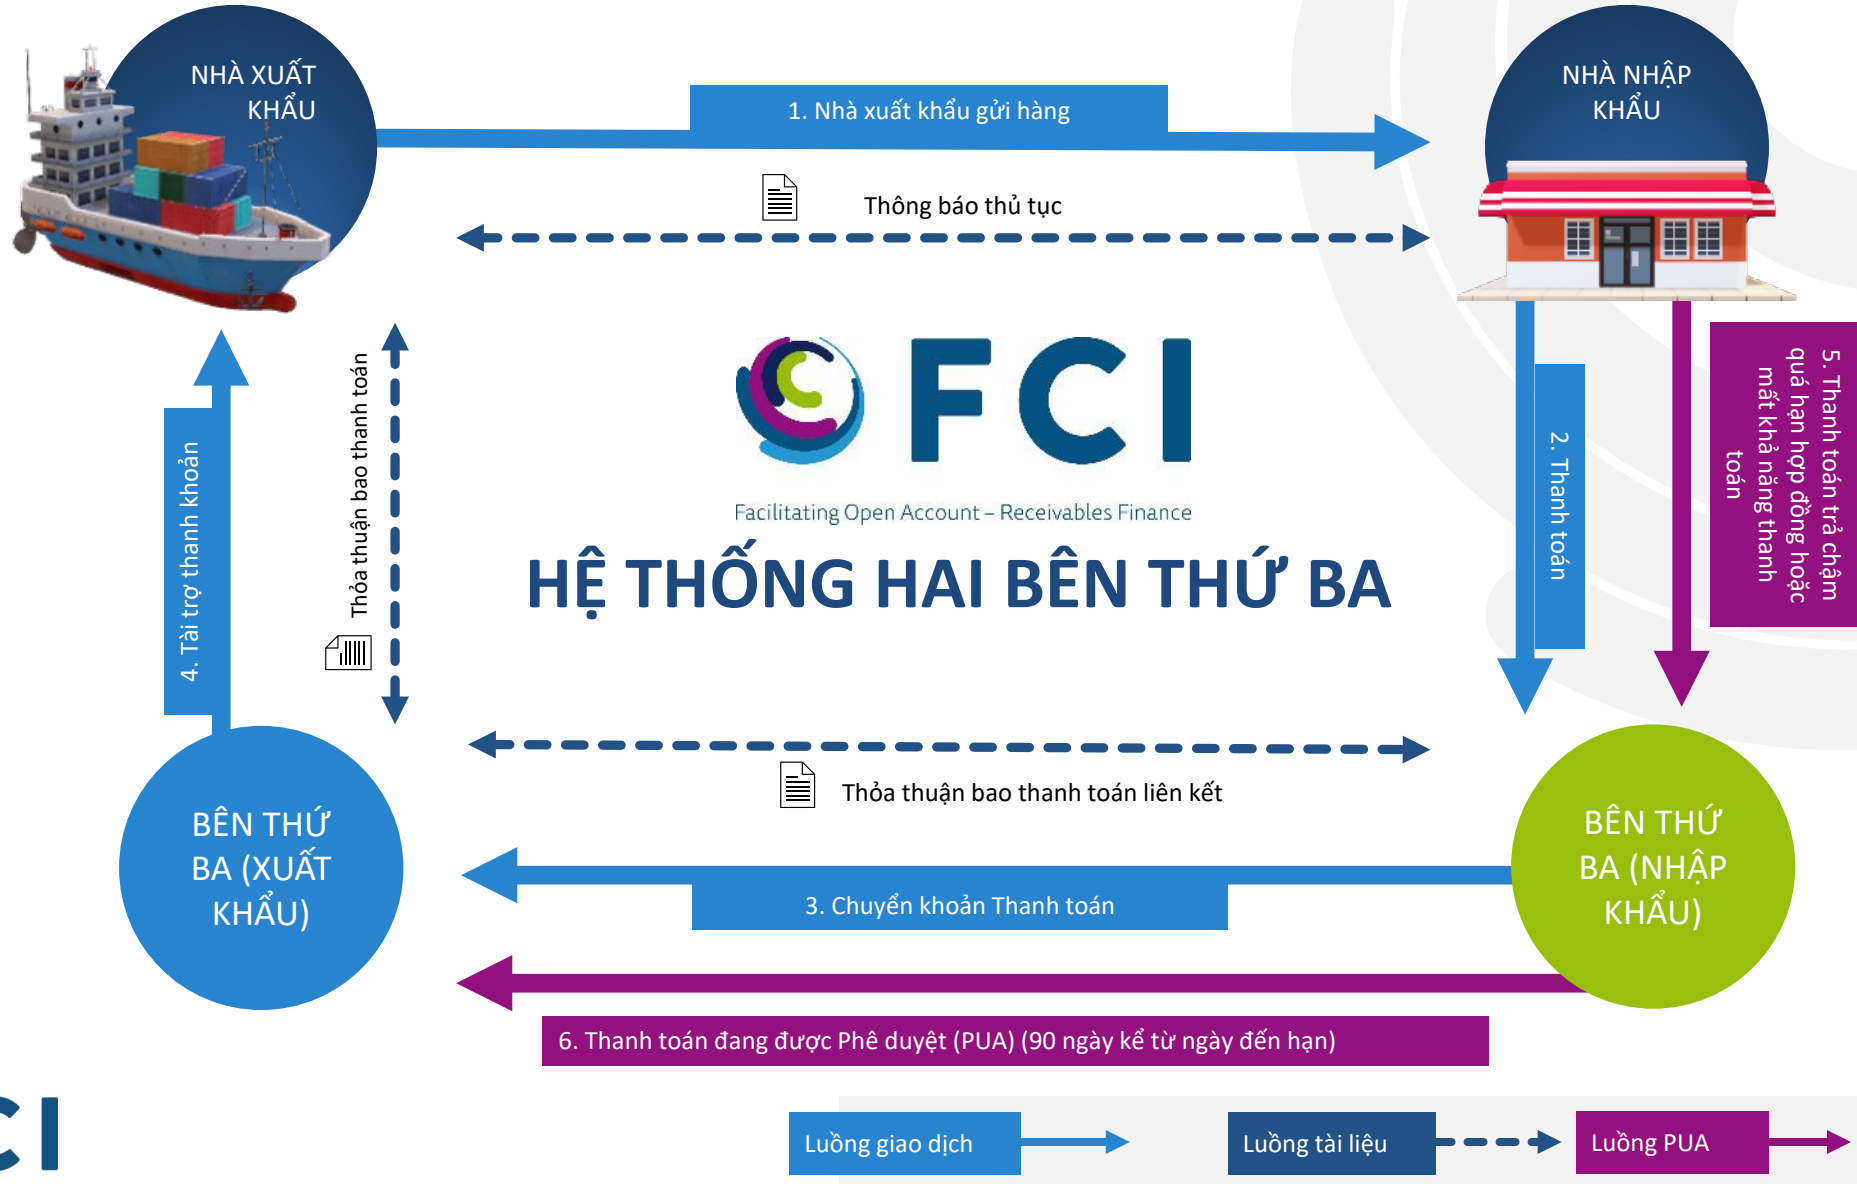 NHÀ XUẤT
KHẨU
1. Nhà xuất khẩu gửi hàng
NHÀ NHẬP
KHẨU
Thông báo thủ tục
4. Tài trợ thanh khoản
Thỏa thuận bao thanh toán
FCI
Facilitating Open Account – Receivables Finance
HỆ THỐNG HAI BÊN THỨ BA
2. Thanh toán
5. Thanh toán trả chậm
quá hạn hợp đồng hoặc
mất khả năng thanh
toán
Thỏa thuận bao thanh toán liên kết
BÊN THỨ
BA (XUẤT
KHẨU)
BÊN THỨ
BA (NHẬP
KHẨU)
3. Chuyển khoản Thanh toán
6. Thanh toán đang được Phê duyệt (PUA) (90 ngày kể từ ngày đến hạn)
CI
Luồng giao dịch
Luồng tài liệu
Luồng PUA